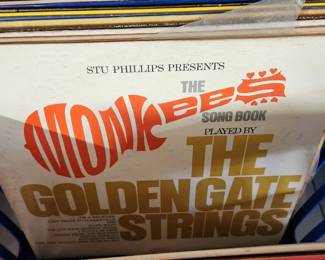 STU PHILLIPS PRESENTS
THE
MONKEES
SONG BOOK
PLAYED BY
THE
GOLDEN GATE
STRINGS